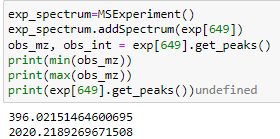 exp_spectrum=MSExperiment()
exp_spectrum.addSpectrum(exp[649])
obs_mz, obs_int = exp[649].get_peaks()
print(min(obs_mz))
print(max(obs_mz))
print(exp[649].get_peaks())undefined
396.02151464600695
2020.2189269671508